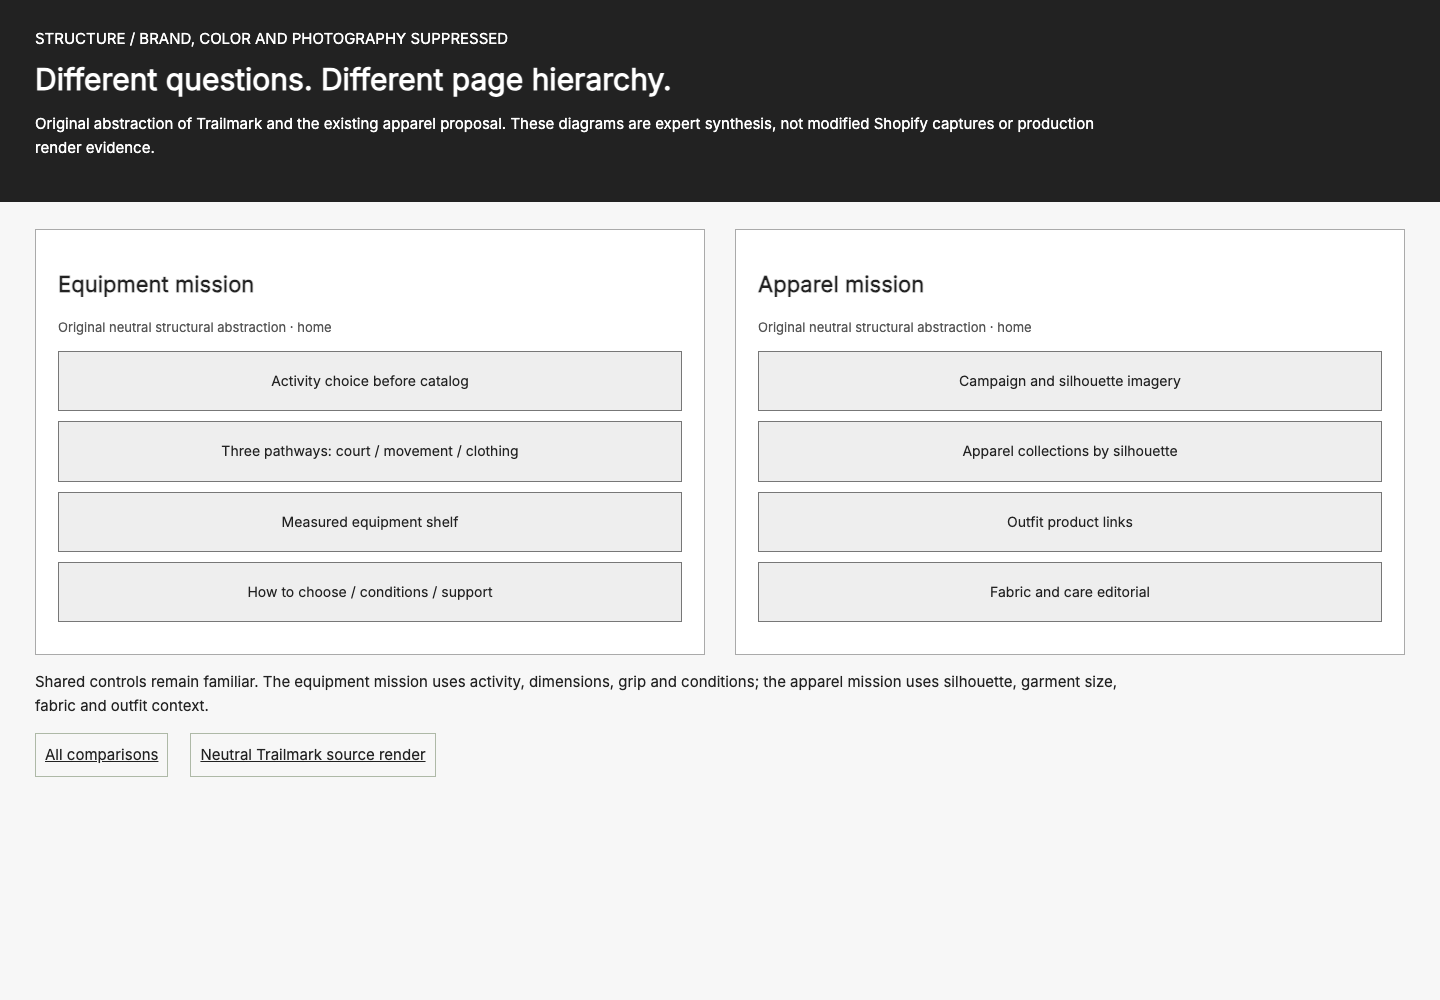 STRUCTURE / BRAND, COLOR AND PHOTOGRAPHY SUPPRESSED
Different questions. Different page hierarchy.
Original abstraction of Trailmark and the existing apparel proposal. These diagrams are expert synthesis, not modified Shopify captures or production
render evidence.
Equipment mission
Original neutral structural abstraction · home
Activity choice before catalog
Three pathways: court / movement / clothing
Measured equipment shelf
How to choose / conditions / support
Apparel mission
Original neutral structural abstraction · home
Campaign and silhouette imagery
Apparel collections by silhouette
Outfit product links
Fabric and care editorial
Shared controls remain familiar. The equipment mission uses activity, dimensions, grip and conditions; the apparel mission uses silhouette, garment size,
fabric and outfit context.
All comparisons
Neutral Trailmark source render